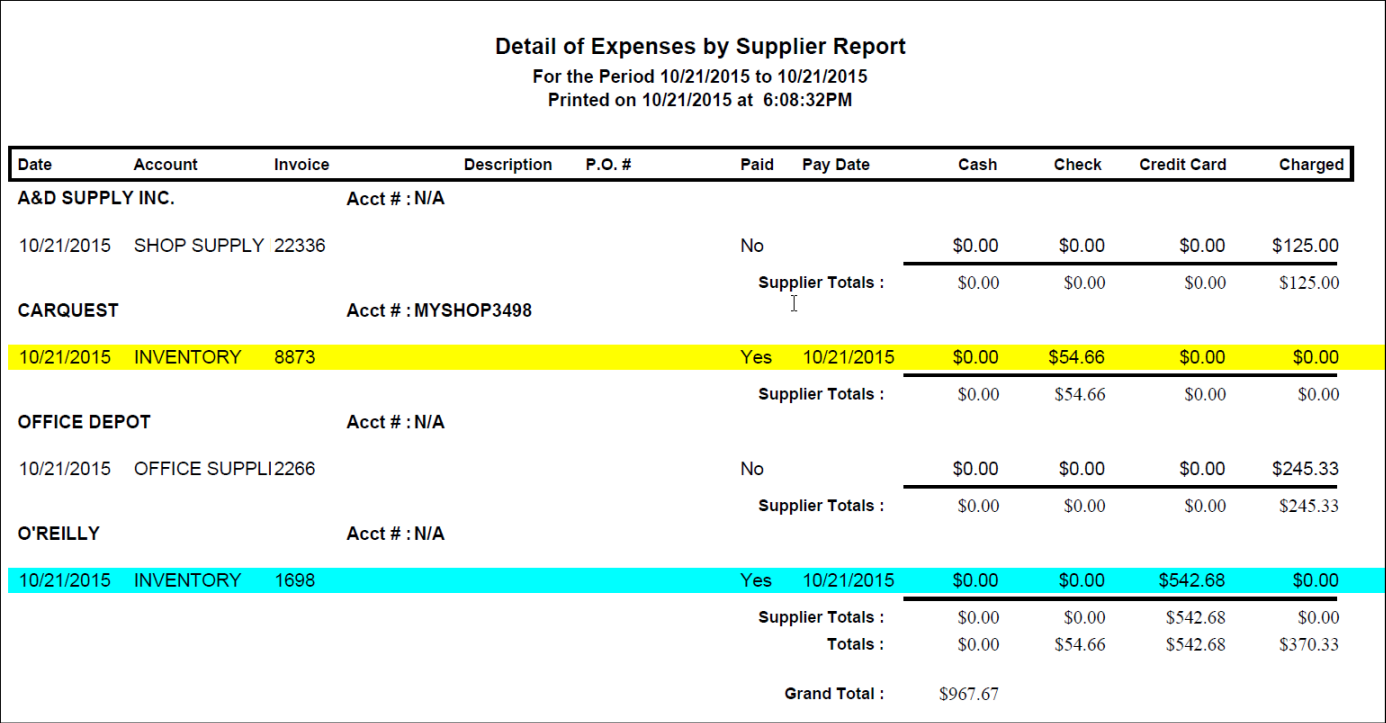 Detail of Expenses by Supplier Report
For the Period 10/21/2015 to 10/21/2015
Printed on 10/21/2015 at 6:08:32PM
Date Account Invoice Description P.O. # Paid Pay Date Cash Check Credit Card Charged
A&D SUPPLY INC. Acct # : N/A
10/21/2015 SHOP SUPPLY 22336 No $0.00 $0.00 $0.00 $125.00
Supplier Totals : $0.00 $0.00 $0.00 $125.00
CARQUEST Acct # : MYSHOP3498
10/21/2015 INVENTORY 8873 Yes 10/21/2015 $0.00 $54.66 $0.00 $0.00
Supplier Totals : $0.00 $54.66 $0.00 $0.00
OFFICE DEPOT Acct # : N/A
10/21/2015 OFFICE SUPPLI 2266 No $0.00 $0.00 $0.00 $245.33
Supplier Totals : $0.00 $0.00 $0.00 $245.33
O'REILLY Acct # : N/A
10/21/2015 INVENTORY 1698 Yes 10/21/2015 $0.00 $0.00 $542.68 $0.00
Supplier Totals : $0.00 $0.00 $542.68 $0.00
Totals : $0.00 $54.66 $542.68 $370.33
Grand Total : $967.67